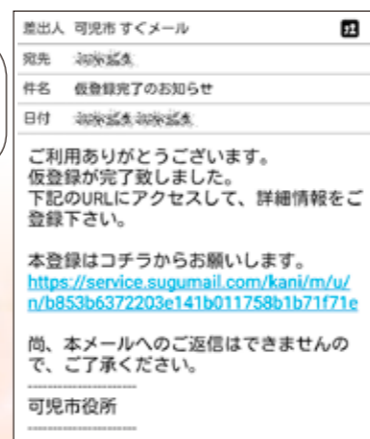 差出人 可児市 すぐメール
宛先
件名 仮登録完了のお知らせ
日付
ご利用ありがとうございます。
仮登録が完了致しました。
下記のURLにアクセスして、詳細情報をご
登録下さい。
本登録はコチラからお願いします。
https://service.sugumail.com/kani/m/u/
n/b853b6372203e141b011758b1b71f71e
尚、本メールへのご返信はできませんの
で、ご了承ください。
--------------------
可児市役所
--------------------